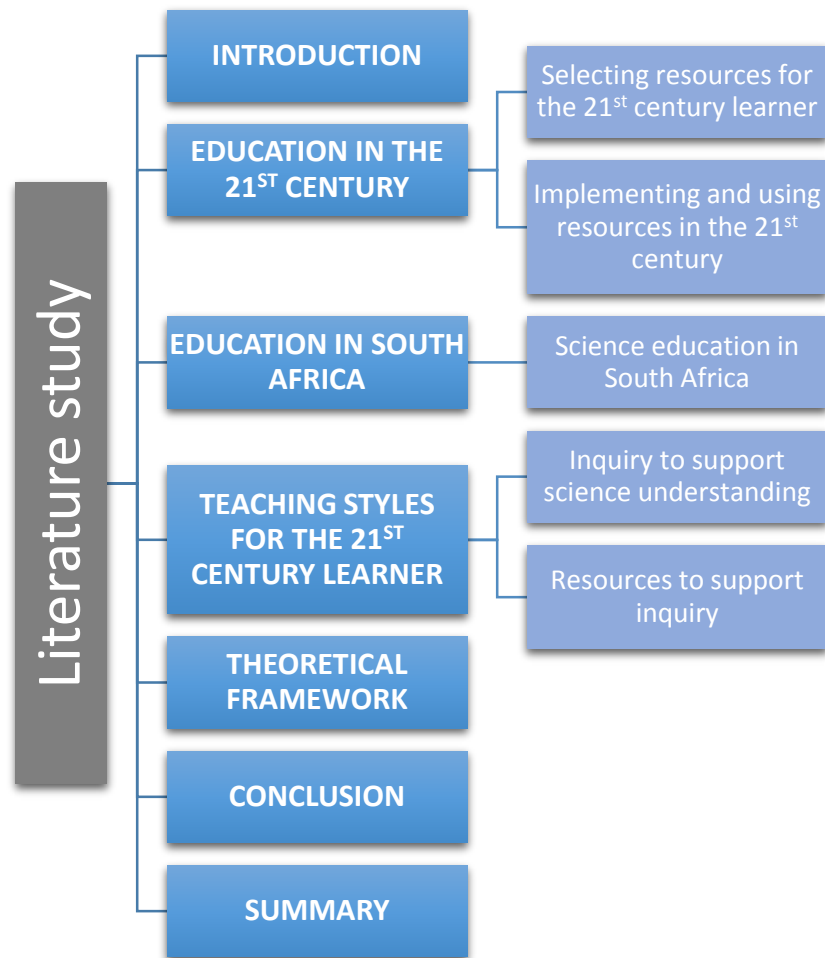 Literature study
INTRODUCTION
EDUCATION IN THE
21ST CENTURY
Selecting resources for
the 21st century learner
Implementing and using
resources in the 21st
century
EDUCATION IN SOUTH
AFRICA
Science education in
South Africa
TEACHING STYLES
FOR THE 21ST
CENTURY LEARNER
Inquiry to support
science understanding
Resources to support
inquiry
THEORETICAL
FRAMEWORK
CONCLUSION
SUMMARY